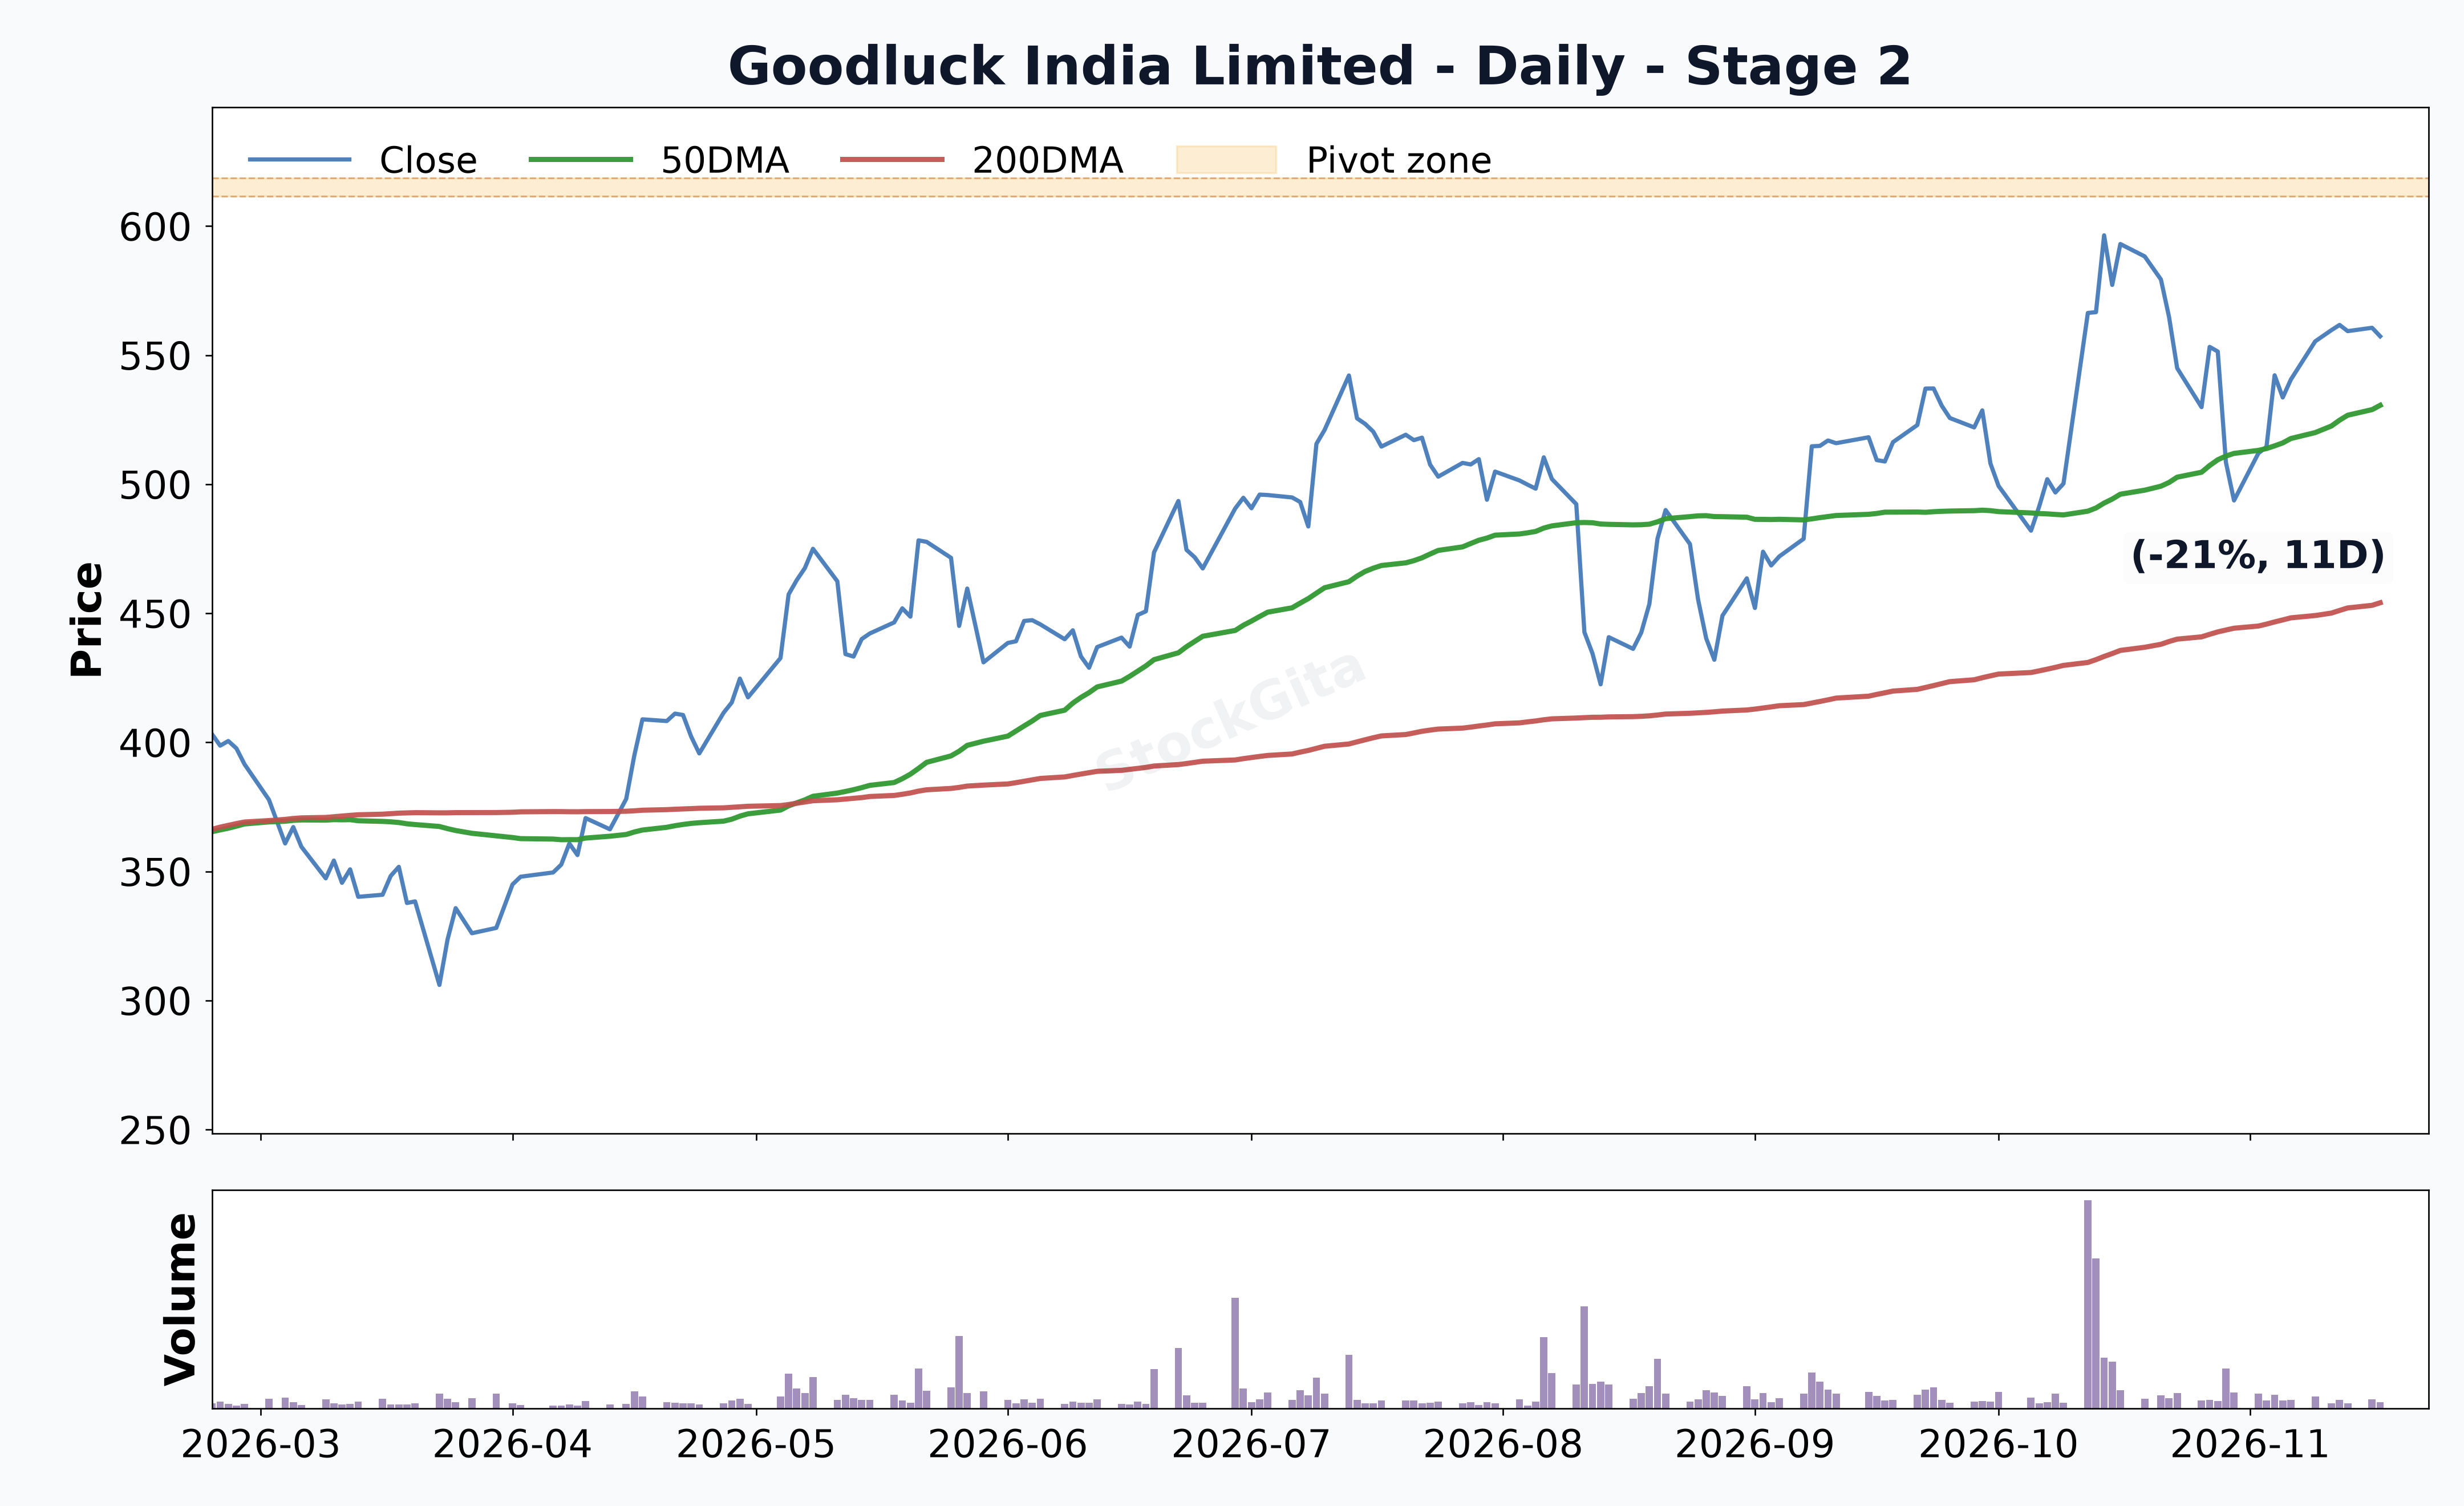 Goodluck India Limited - Daily - Stage 2
Close 50DMA 200DMA Pivot zone
Price
600
550
500
450
400
350
300
250
(-21%, 11D)
StockGita
Volume
2026-03 2026-04 2026-05 2026-06 2026-07 2026-08 2026-09 2026-10 2026-11